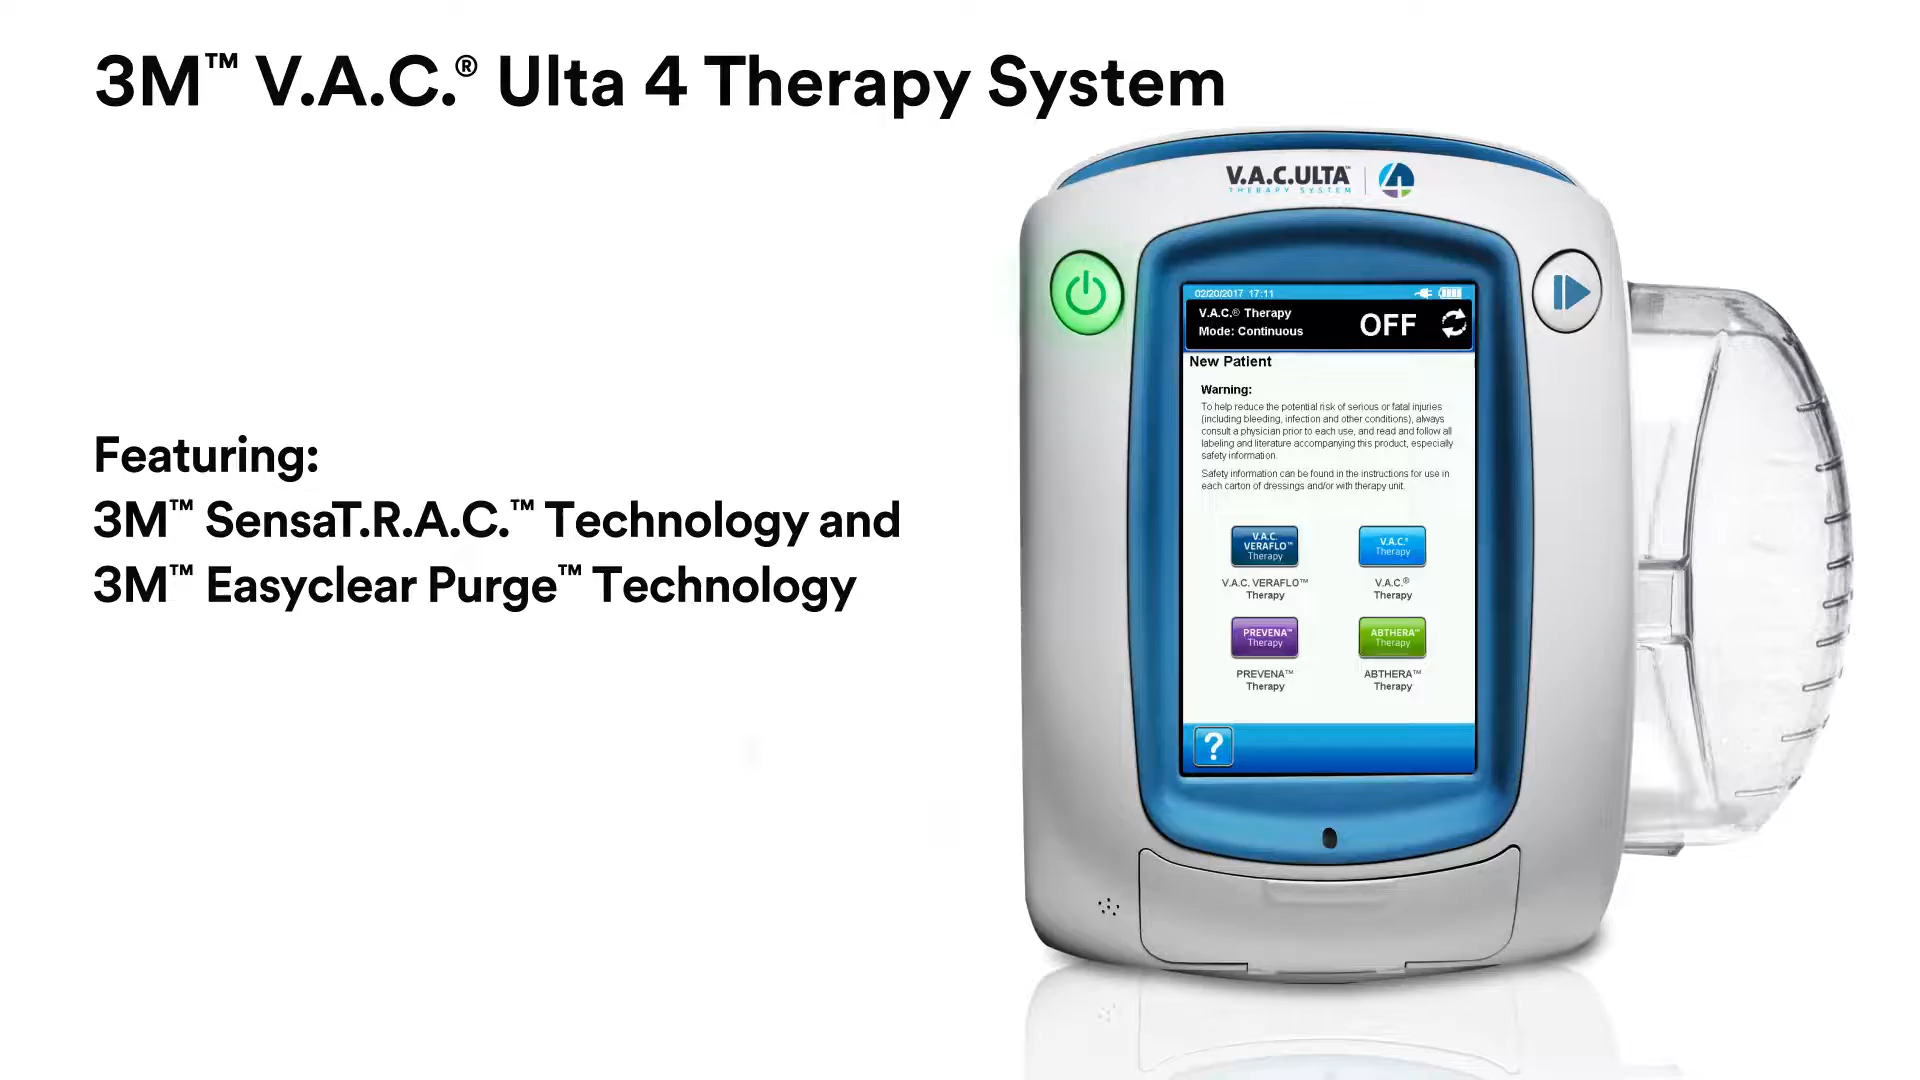 3M™ V.A.C.® Ulta 4 Therapy System
V.A.C.ULTA™
THERAPY SYSTEM
4
Featuring:
3M™ SensaT.R.A.C.™ Technology and
3M™ Easyclear Purge™ Technology
02/20/2017 17:11
V.A.C.® Therapy
Mode: Continuous
OFF
New Patient
Warning:
To help reduce the potential risk of serious or fatal injuries
(including bleeding, infection and other conditions), always
consult a physician prior to each use, and read and follow all
labeling and literature accompanying this product, especially
safety information.
Safety information can be found in the instructions for use in
each carton of dressings and/or with therapy unit.
V.A.C.
VERAFLO™
Therapy
V.A.C. VERAFLO™
Therapy
V.A.C.®
Therapy
V.A.C.®
Therapy
PREVENA™
Therapy
PREVENA™
Therapy
ABTHERA™
Therapy
ABTHERA™
Therapy
?